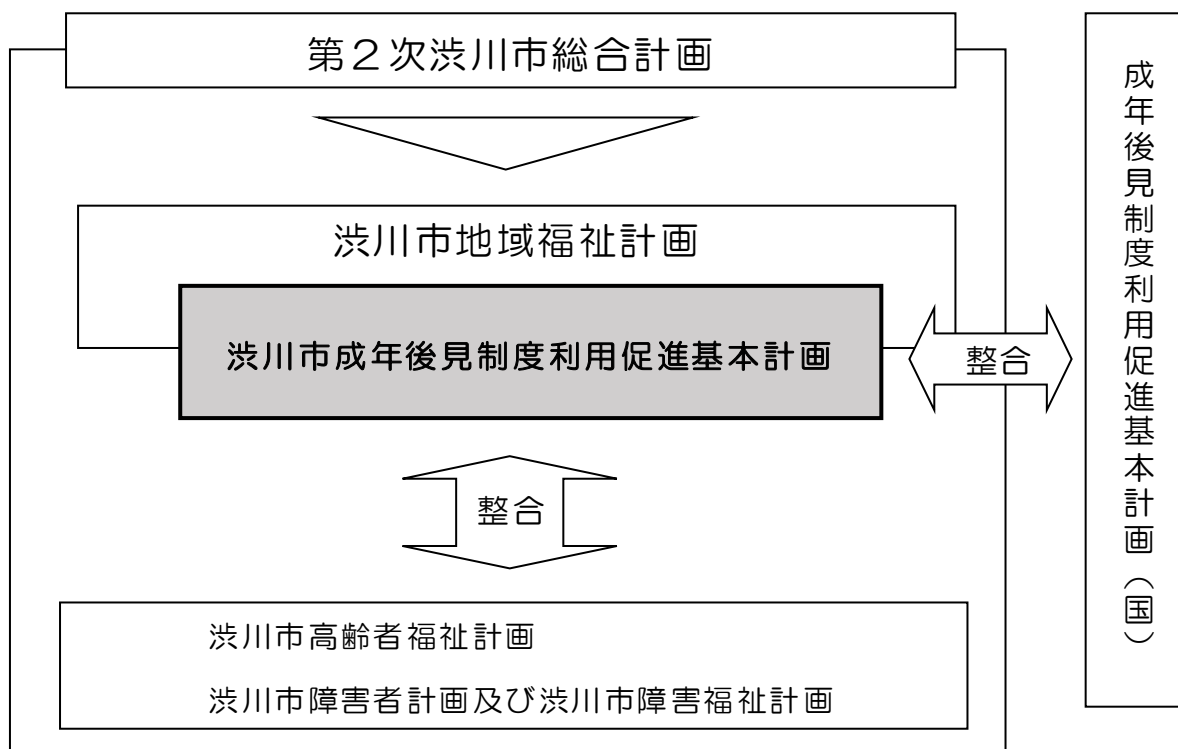 第２次渋川市総合計画
渋川市地域福祉計画
渋川市成年後見制度利用促進基本計画
整合
整合
渋川市高齢者福祉計画
渋川市障害者計画及び渋川市障害福祉計画
成年後見制度利用促進基本計画（国）